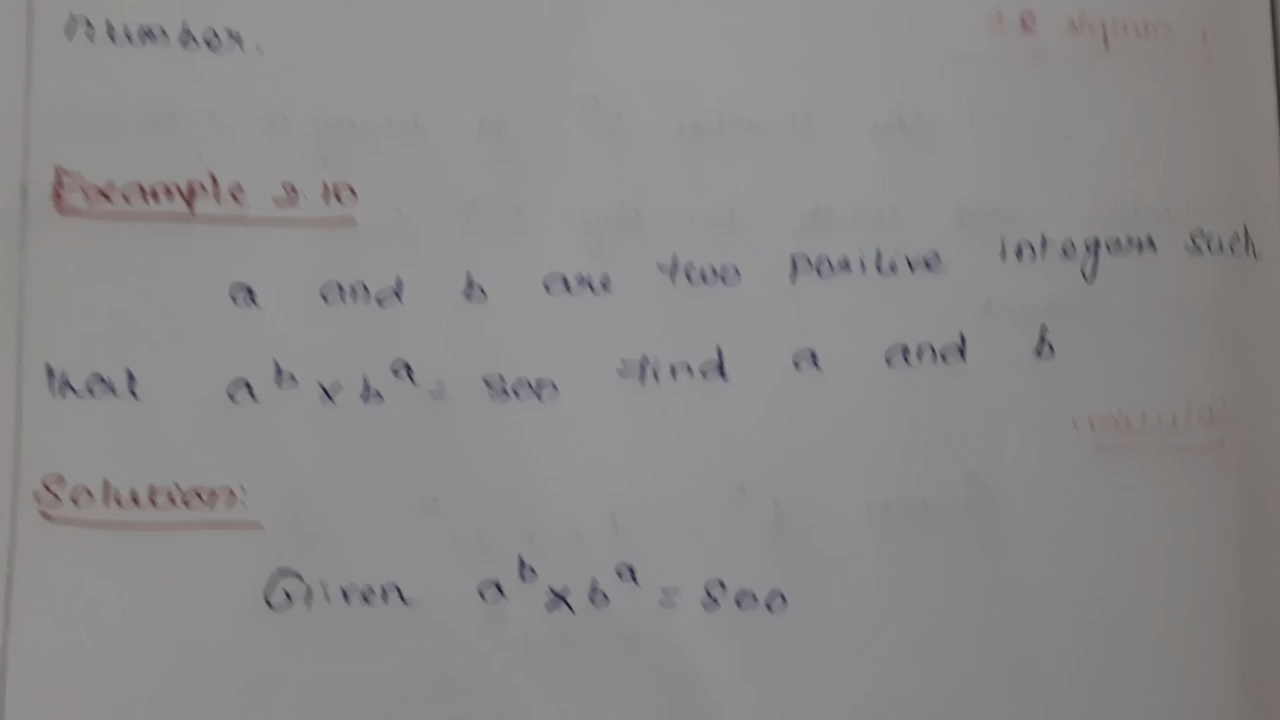 number.
Example 2.10
a and b are two positive integers such
that a^b × b^a = 800 find a and b
Solution:
Given a^b × b^a = 800